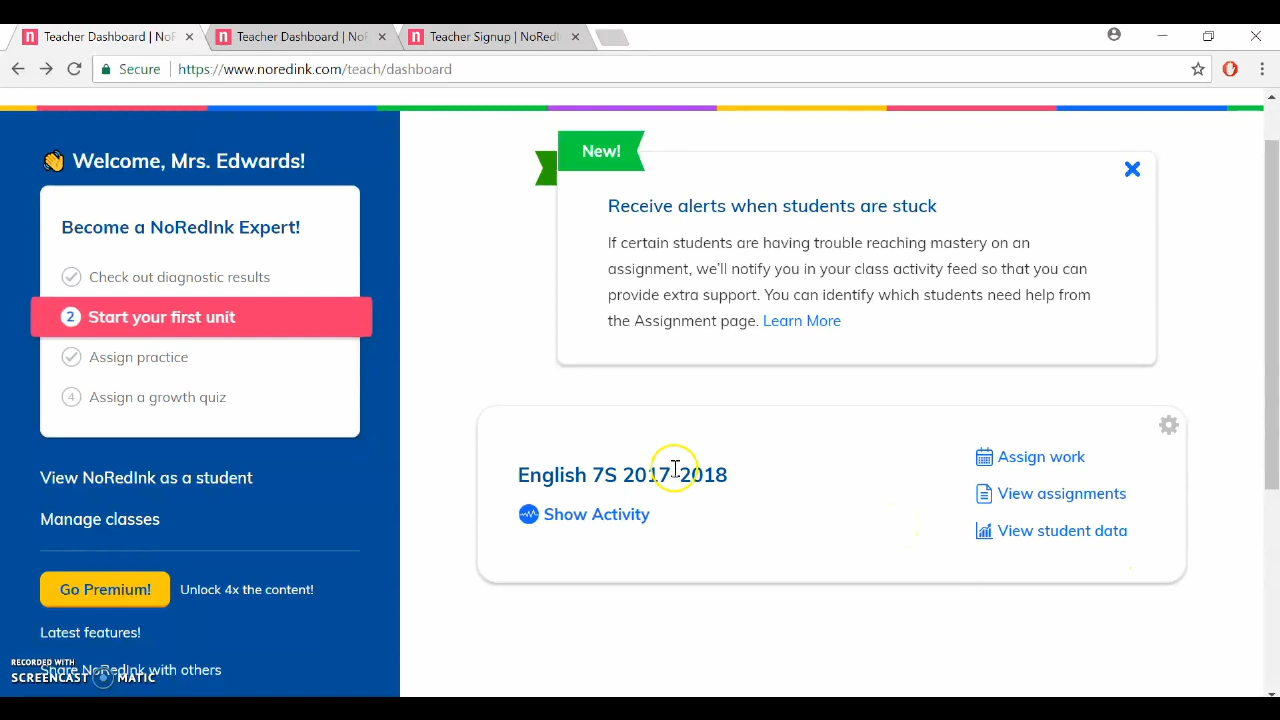 Teacher Dashboard | NoR
Teacher Dashboard | NoR
Teacher Signup | NoRedI
Secure
https://www.noredink.com/teach/dashboard
Welcome, Mrs. Edwards!
Become a NoRedInk Expert!
Check out diagnostic results
2 Start your first unit
Assign practice
4 Assign a growth quiz
View NoRedInk as a student
Manage classes
Go Premium! Unlock 4x the content!
Latest features!
Share NoRedInk with others
RECORDED WITH
SCREENCAST MATIC
New!
Receive alerts when students are stuck
If certain students are having trouble reaching mastery on an
assignment, we'll notify you in your class activity feed so that you can
provide extra support. You can identify which students need help from
the Assignment page. Learn More
English 7S 2017-2018
Show Activity
Assign work
View assignments
View student data